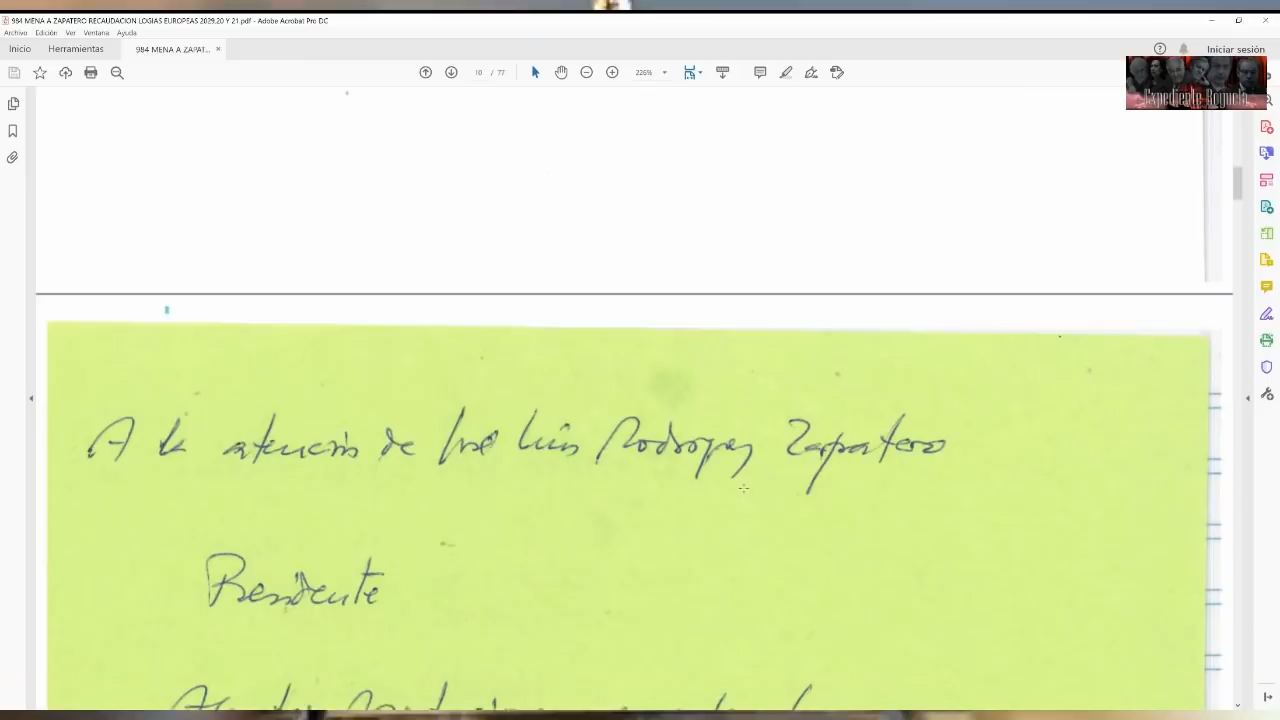 984 MENA A ZAPATERO RECAUDACION LOGIAS EUROPEAS 2029.20 Y 21.pdf - Adobe Acrobat Pro DC
Archivo Edición Ver Ventana Ayuda
Inicio Herramientas 984 MENA A ZAPAT... Iniciar sesión
10 / 77 226%
Expediente Royuela
A la atención de José Luis Rodríguez Zapatero
Presidente